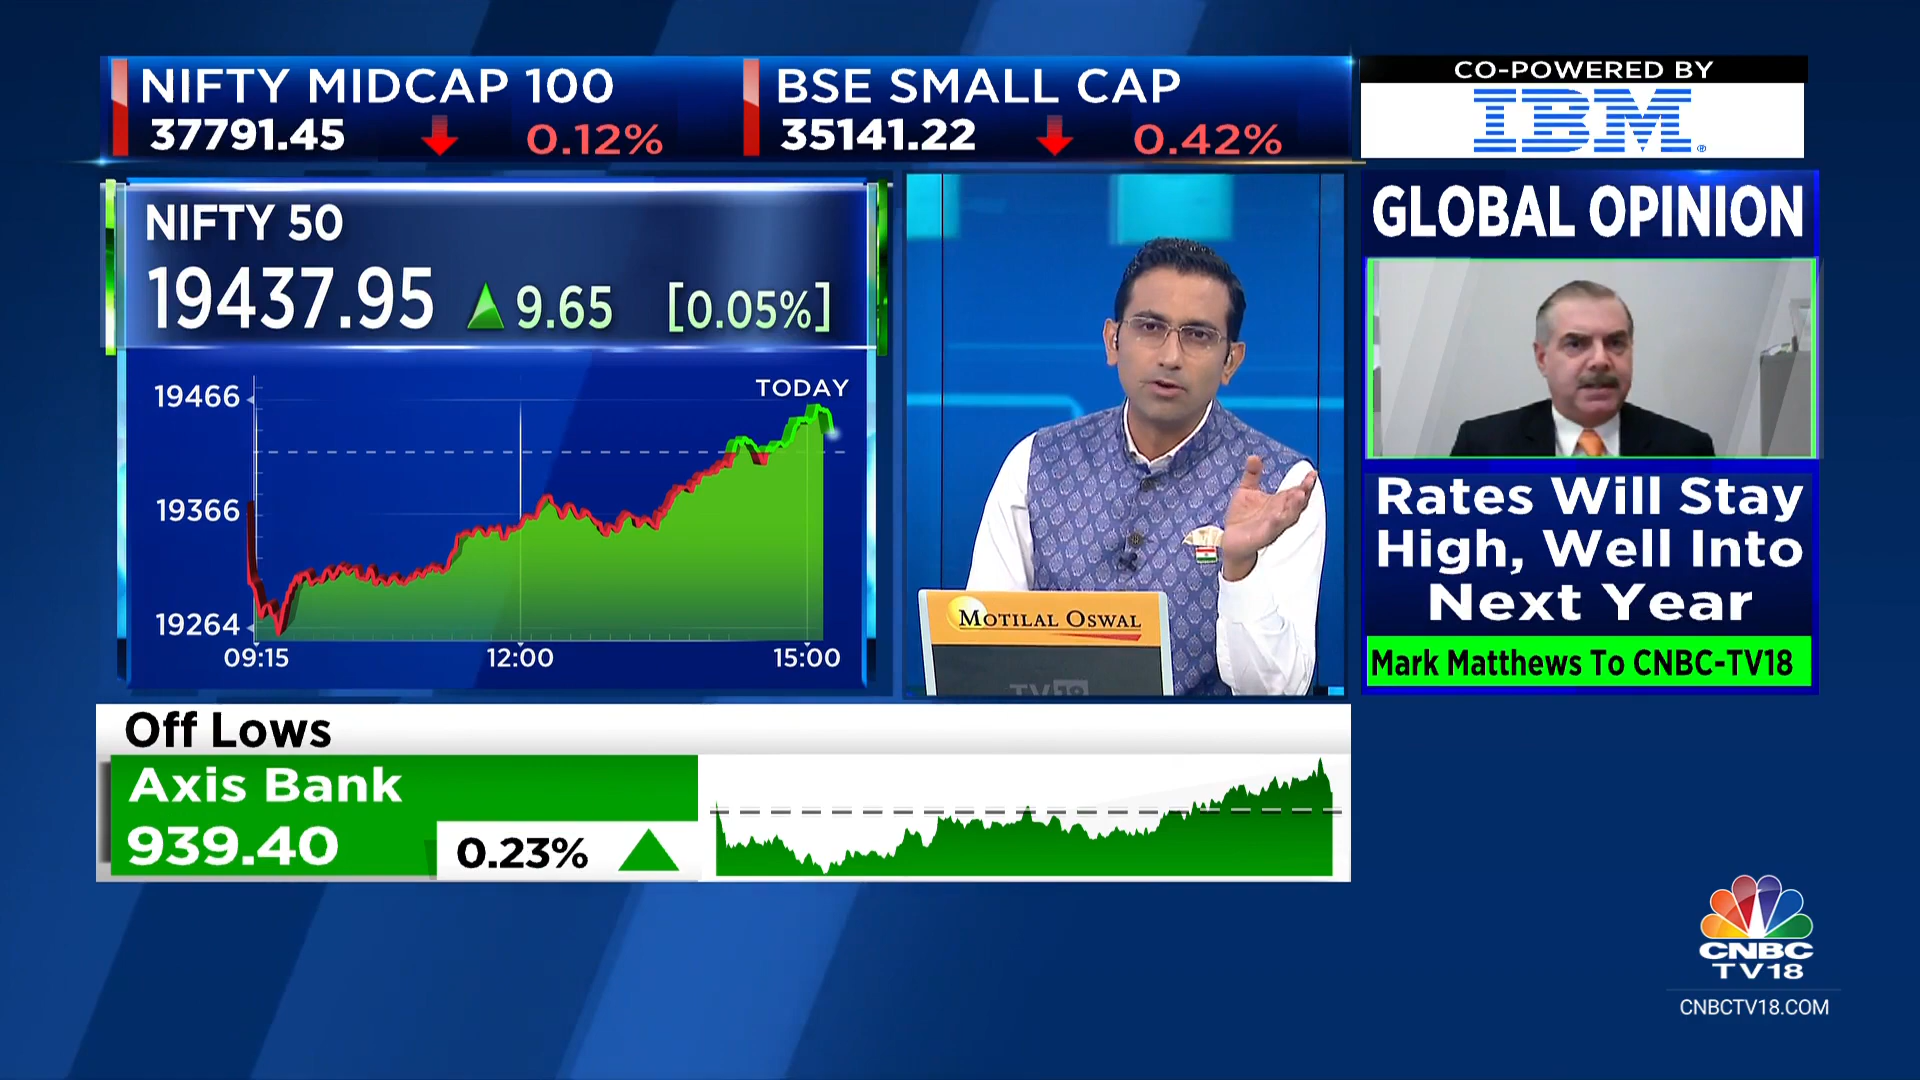 NIFTY MIDCAP 100
37791.45 0.12%
BSE SMALL CAP
35141.22 0.42%
CO-POWERED BY
IBM®
NIFTY 50
19437.95 9.65 [0.05%]
TODAY
19466
19366
19264
09:15 12:00 15:00
MOTILAL OSWAL
TV18
GLOBAL OPINION
Rates Will Stay
High, Well Into
Next Year
Mark Matthews To CNBC-TV18
Off Lows
Axis Bank
939.40 0.23%
CNBC
TV18
CNBCTV18.COM